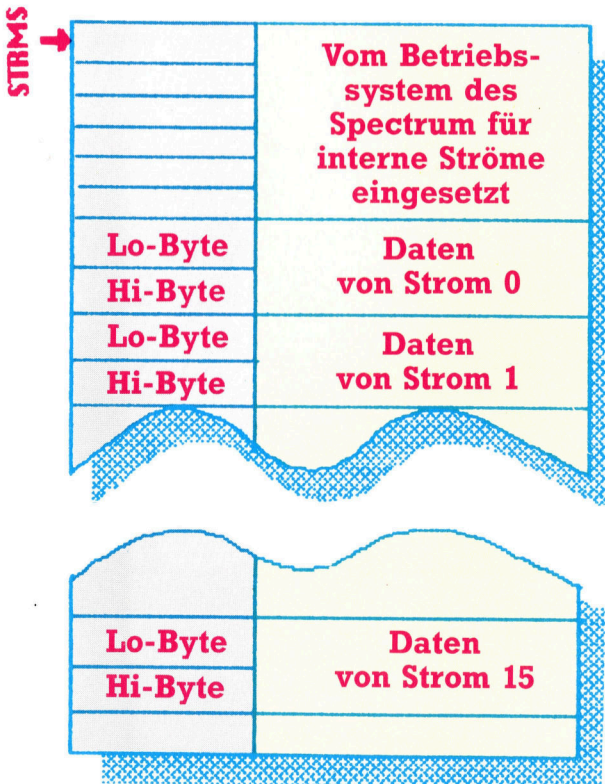 STRMS
Vom Betriebs-
system des
Spectrum für
interne Ströme
eingesetzt
Lo-Byte
Hi-Byte
Daten
von Strom 0
Lo-Byte
Hi-Byte
Daten
von Strom 1
Lo-Byte
Hi-Byte
Daten
von Strom 15